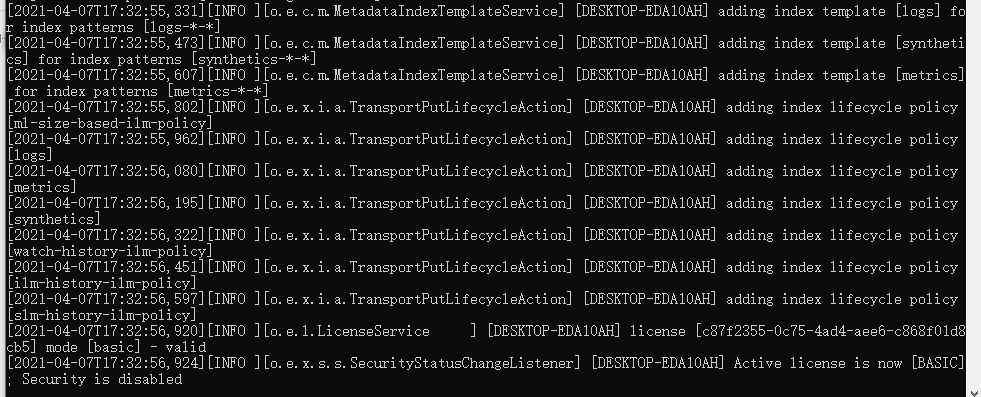 [2021-04-07T17:32:55,331][INFO ][o.e.c.m.MetadataIndexTemplateService] [DESKTOP-EDA10AH] adding index template [logs] fo
r index patterns [logs-*-*]
[2021-04-07T17:32:55,473][INFO ][o.e.c.m.MetadataIndexTemplateService] [DESKTOP-EDA10AH] adding index template [syntheti
cs] for index patterns [synthetics-*-*]
[2021-04-07T17:32:55,607][INFO ][o.e.c.m.MetadataIndexTemplateService] [DESKTOP-EDA10AH] adding index template [metrics]
 for index patterns [metrics-*-*]
[2021-04-07T17:32:55,802][INFO ][o.e.x.i.a.TransportPutLifecycleAction] [DESKTOP-EDA10AH] adding index lifecycle policy
[ml-size-based-ilm-policy]
[2021-04-07T17:32:55,962][INFO ][o.e.x.i.a.TransportPutLifecycleAction] [DESKTOP-EDA10AH] adding index lifecycle policy
[logs]
[2021-04-07T17:32:56,080][INFO ][o.e.x.i.a.TransportPutLifecycleAction] [DESKTOP-EDA10AH] adding index lifecycle policy
[metrics]
[2021-04-07T17:32:56,195][INFO ][o.e.x.i.a.TransportPutLifecycleAction] [DESKTOP-EDA10AH] adding index lifecycle policy
[synthetics]
[2021-04-07T17:32:56,322][INFO ][o.e.x.i.a.TransportPutLifecycleAction] [DESKTOP-EDA10AH] adding index lifecycle policy
[watch-history-ilm-policy]
[2021-04-07T17:32:56,451][INFO ][o.e.x.i.a.TransportPutLifecycleAction] [DESKTOP-EDA10AH] adding index lifecycle policy
[ilm-history-ilm-policy]
[2021-04-07T17:32:56,597][INFO ][o.e.x.i.a.TransportPutLifecycleAction] [DESKTOP-EDA10AH] adding index lifecycle policy
[slm-history-ilm-policy]
[2021-04-07T17:32:56,920][INFO ][o.e.l.LicenseService     ] [DESKTOP-EDA10AH] license [c87f2355-0c75-4ad4-aee6-c868f01d8
cb5] mode [basic] - valid
[2021-04-07T17:32:56,924][INFO ][o.e.x.s.s.SecurityStatusChangeListener] [DESKTOP-EDA10AH] Active license is now [BASIC]
; Security is disabled